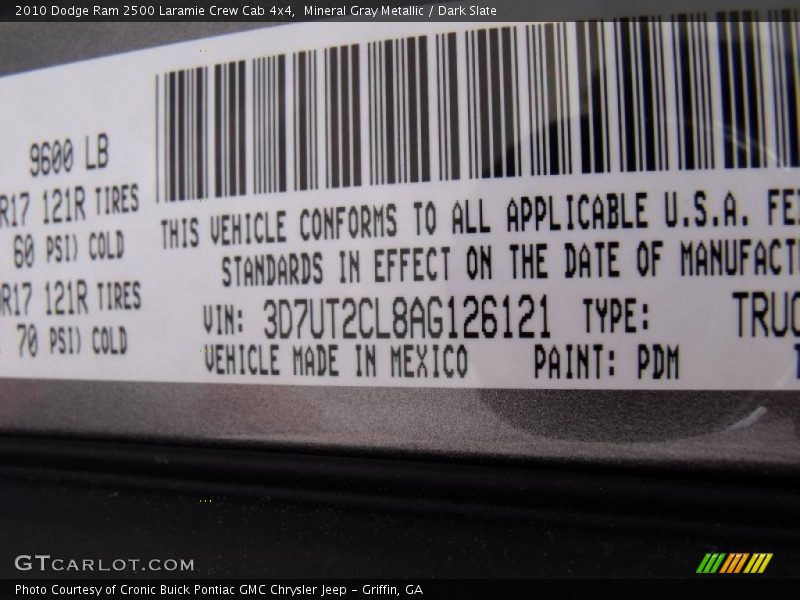 2010 Dodge Ram 2500 Laramie Crew Cab 4x4,  Mineral Gray Metallic / Dark Slate
9600 LB
R17 121R TIRES
60 PSI) COLD
R17 121R TIRES
70 PSI) COLD
THIS VEHICLE CONFORMS TO ALL APPLICABLE U.S.A. FE
STANDARDS IN EFFECT ON THE DATE OF MANUFACT
VIN: 3D7UT2CL8AG126121 TYPE: TRUC
VEHICLE MADE IN MEXICO PAINT: PDM
GTCARLOT.COM
Photo Courtesy of Cronic Buick Pontiac GMC Chrysler Jeep – Griffin, GA